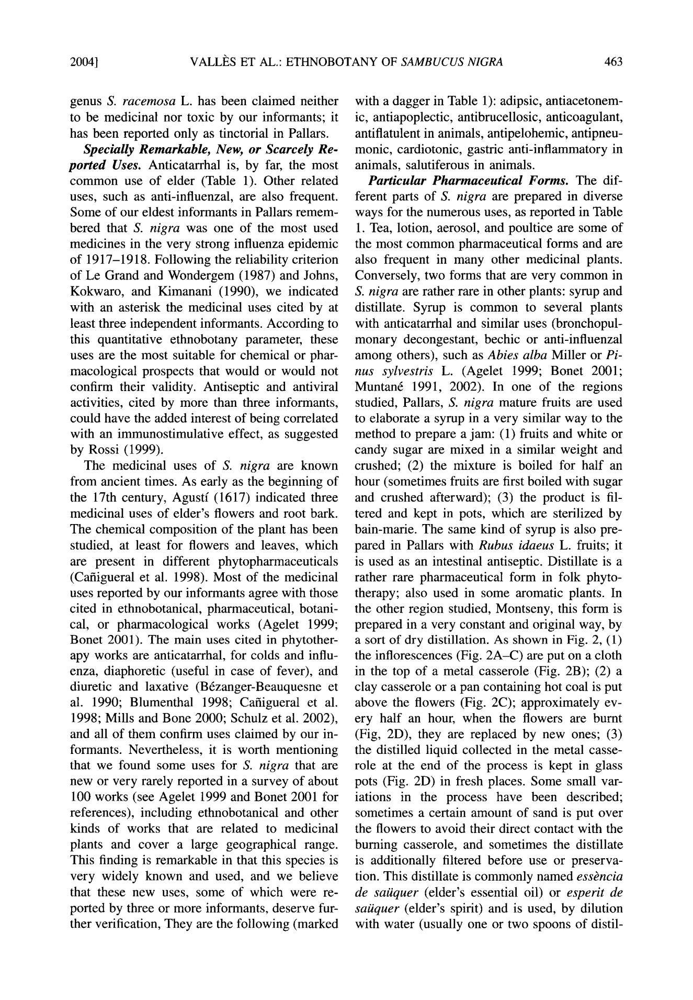 2004]
VALLÈS ET AL.: ETHNOBOTANY OF SAMBUCUS NIGRA
463
genus S. racemosa L. has been claimed neither
to be medicinal nor toxic by our informants; it
has been reported only as tinctorial in Pallars.
Specially Remarkable, New, or Scarcely Re-
ported Uses. Anticatarrhal is, by far, the most
common use of elder (Table 1). Other related
uses, such as anti-influenzal, are also frequent.
Some of our eldest informants in Pallars remem-
bered that S. nigra was one of the most used
medicines in the very strong influenza epidemic
of 1917–1918. Following the reliability criterion
of Le Grand and Wondergem (1987) and Johns,
Kokwaro, and Kimanani (1990), we indicated
with an asterisk the medicinal uses cited by at
least three independent informants. According to
this quantitative ethnobotany parameter, these
uses are the most suitable for chemical or phar-
macological prospects that would or would not
confirm their validity. Antiseptic and antiviral
activities, cited by more than three informants,
could have the added interest of being correlated
with an immunostimulative effect, as suggested
by Rossi (1999).
The medicinal uses of S. nigra are known
from ancient times. As early as the beginning of
the 17th century, Agustí (1617) indicated three
medicinal uses of elder's flowers and root bark.
The chemical composition of the plant has been
studied, at least for flowers and leaves, which
are present in different phytopharmaceuticals
(Cañigueral et al. 1998). Most of the medicinal
uses reported by our informants agree with those
cited in ethnobotanical, pharmaceutical, botani-
cal, or pharmacological works (Agelet 1999;
Bonet 2001). The main uses cited in phytother-
apy works are anticatarrhal, for colds and influ-
enza, diaphoretic (useful in case of fever), and
diuretic and laxative (Bézanger-Beauquesne et
al. 1990; Blumenthal 1998; Cañigueral et al.
1998; Mills and Bone 2000; Schulz et al. 2002),
and all of them confirm uses claimed by our in-
formants. Nevertheless, it is worth mentioning
that we found some uses for S. nigra that are
new or very rarely reported in a survey of about
100 works (see Agelet 1999 and Bonet 2001 for
references), including ethnobotanical and other
kinds of works that are related to medicinal
plants and cover a large geographical range.
This finding is remarkable in that this species is
very widely known and used, and we believe
that these new uses, some of which were re-
ported by three or more informants, deserve fur-
ther verification, They are the following (marked
with a dagger in Table 1): adipsic, antiacetonem-
ic, antiapoplectic, antibrucellosic, anticoagulant,
antiflatulent in animals, antipelohemic, antipneu-
monic, cardiotonic, gastric anti-inflammatory in
animals, salutiferous in animals.
Particular Pharmaceutical Forms. The dif-
ferent parts of S. nigra are prepared in diverse
ways for the numerous uses, as reported in Table
1. Tea, lotion, aerosol, and poultice are some of
the most common pharmaceutical forms and are
also frequent in many other medicinal plants.
Conversely, two forms that are very common in
S. nigra are rather rare in other plants: syrup and
distillate. Syrup is common to several plants
with anticatarrhal and similar uses (bronchopul-
monary decongestant, bechic or anti-influenzal
among others), such as Abies alba Miller or Pi-
nus sylvestris L. (Agelet 1999; Bonet 2001;
Muntané 1991, 2002). In one of the regions
studied, Pallars, S. nigra mature fruits are used
to elaborate a syrup in a very similar way to the
method to prepare a jam: (1) fruits and white or
candy sugar are mixed in a similar weight and
crushed; (2) the mixture is boiled for half an
hour (sometimes fruits are first boiled with sugar
and crushed afterward); (3) the product is fil-
tered and kept in pots, which are sterilized by
bain-marie. The same kind of syrup is also pre-
pared in Pallars with Rubus idaeus L. fruits; it
is used as an intestinal antiseptic. Distillate is a
rather rare pharmaceutical form in folk phyto-
therapy; also used in some aromatic plants. In
the other region studied, Montseny, this form is
prepared in a very constant and original way, by
a sort of dry distillation. As shown in Fig. 2, (1)
the inflorescences (Fig. 2A–C) are put on a cloth
in the top of a metal casserole (Fig. 2B); (2) a
clay casserole or a pan containing hot coal is put
above the flowers (Fig. 2C); approximately ev-
ery half an hour, when the flowers are burnt
(Fig, 2D), they are replaced by new ones; (3)
the distilled liquid collected in the metal casse-
role at the end of the process is kept in glass
pots (Fig. 2D) in fresh places. Some small var-
iations in the process have been described;
sometimes a certain amount of sand is put over
the flowers to avoid their direct contact with the
burning casserole, and sometimes the distillate
is additionally filtered before use or preserva-
tion. This distillate is commonly named essència
de saüquer (elder's essential oil) or esperit de
saüquer (elder's spirit) and is used, by dilution
with water (usually one or two spoons of distil-